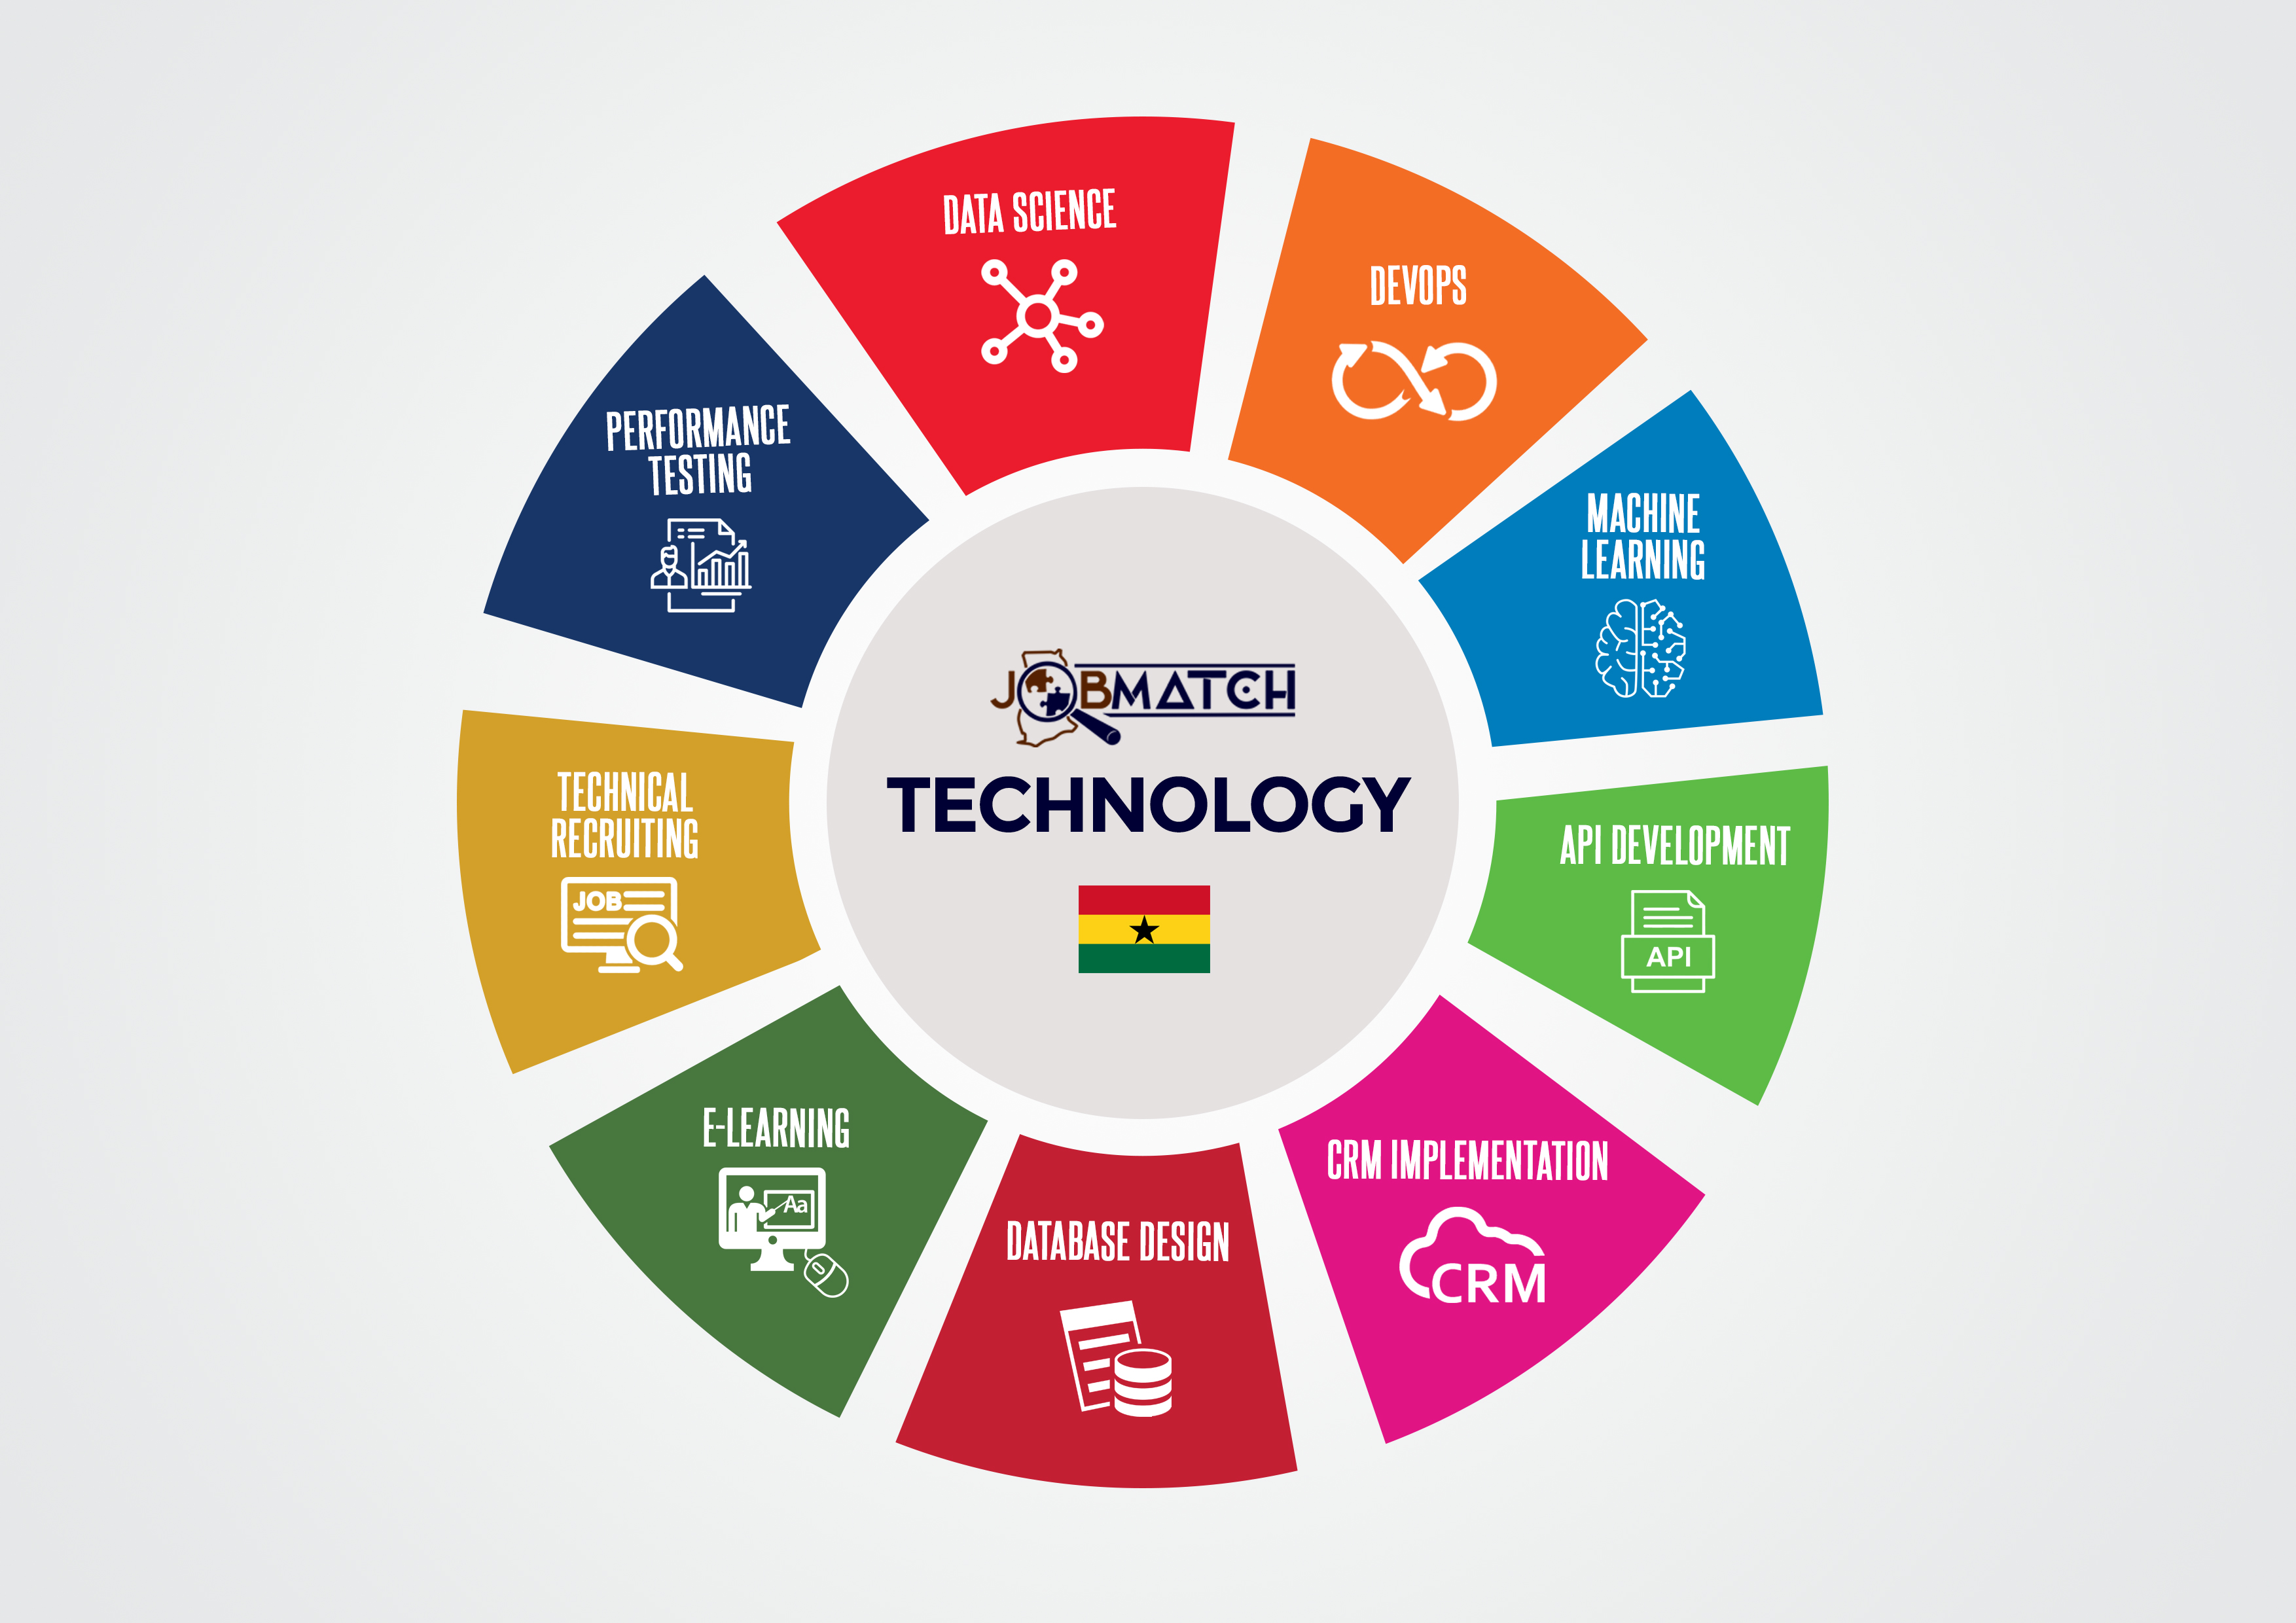 DATA SCIENCE
DEVOPS
MACHINE
LEARNING
API DEVELOPMENT
API
CRM IMPLEMENTATION
CRM
DATABASE DESIGN
E-LEARNING
Aa
TECHNICAL
RECRUITING
JOB
PERFORMANCE
TESTING
JOBMATCH
TECHNOLOGY